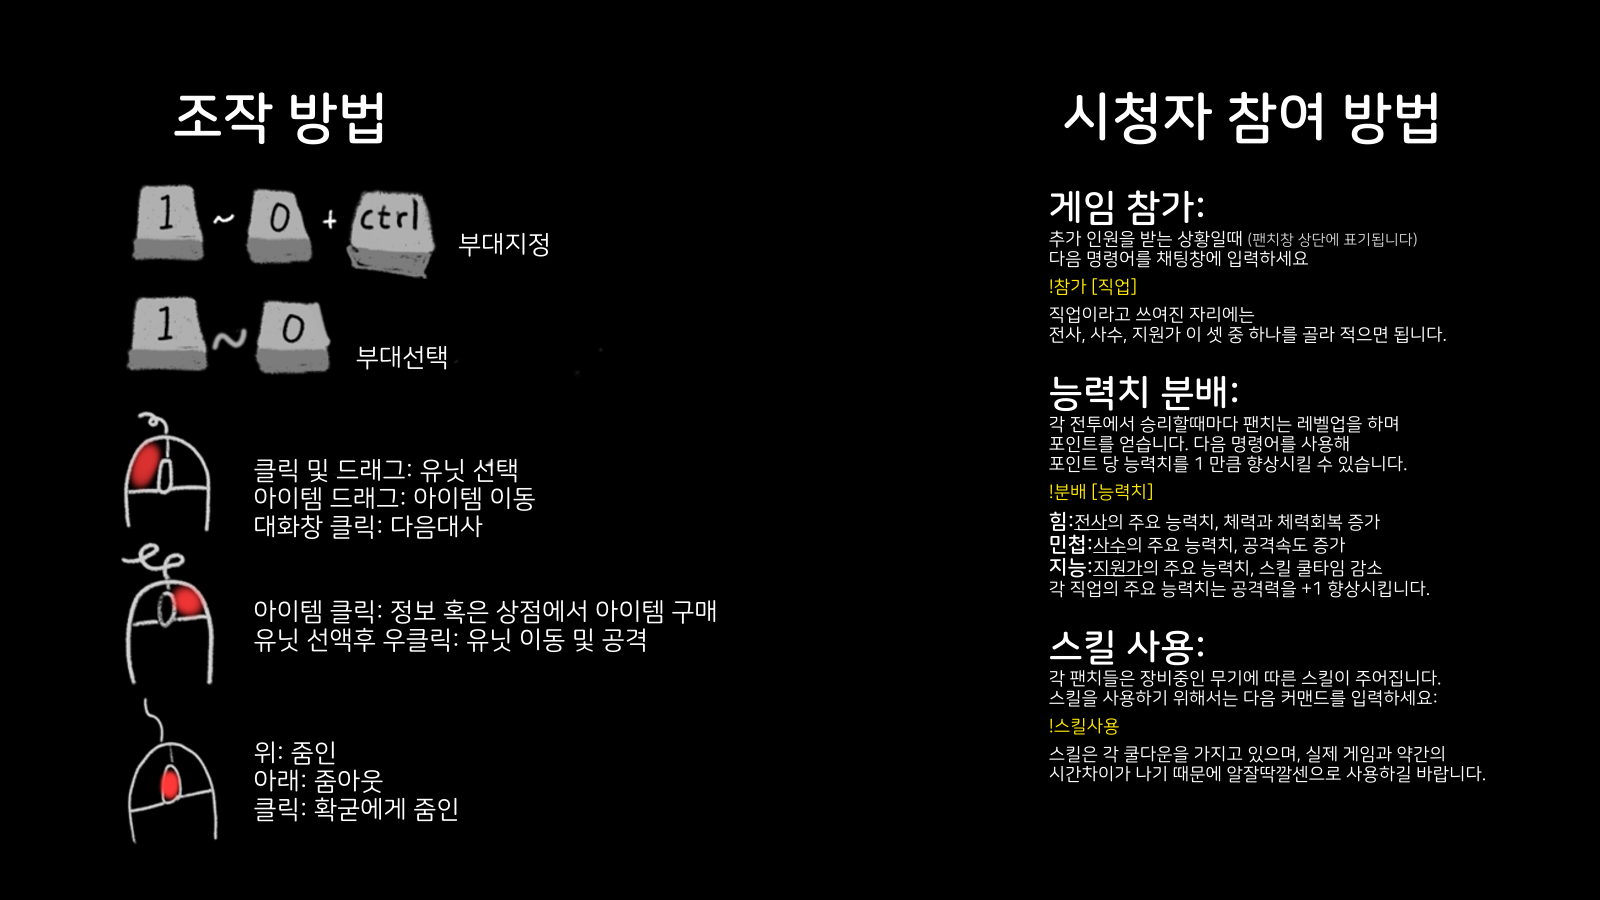 조작 방법
1 ~ 0 + ctrl 부대지정
1 ~ 0 부대선택
클릭 및 드래그: 유닛 선택
아이템 드래그: 아이템 이동
대화창 클릭: 다음대사
아이템 클릭: 정보 혹은 상점에서 아이템 구매
유닛 선액후 우클릭: 유닛 이동 및 공격
위: 줌인
아래: 줌아웃
클릭: 확굳에게 줌인
시청자 참여 방법
게임 참가:
추가 인원을 받는 상황일때 (팬치창 상단에 표기됩니다)
다음 명령어를 채팅창에 입력하세요
!참가 [직업]
직업이라고 쓰여진 자리에는
전사, 사수, 지원가 이 셋 중 하나를 골라 적으면 됩니다.
능력치 분배:
각 전투에서 승리할때마다 팬치는 레벨업을 하며
포인트를 얻습니다. 다음 명령어를 사용해
포인트 당 능력치를 1 만큼 향상시킬 수 있습니다.
!분배 [능력치]
힘:전사의 주요 능력치, 체력과 체력회복 증가
민첩:사수의 주요 능력치, 공격속도 증가
지능:지원가의 주요 능력치, 스킬 쿨타임 감소
각 직업의 주요 능력치는 공격력을 +1 향상시킵니다.
스킬 사용:
각 팬치들은 장비중인 무기에 따른 스킬이 주어집니다.
스킬을 사용하기 위해서는 다음 커맨드를 입력하세요:
!스킬사용
스킬은 각 쿨다운을 가지고 있으며, 실제 게임과 약간의
시간차이가 나기 때문에 알잘딱깔센으로 사용하길 바랍니다.